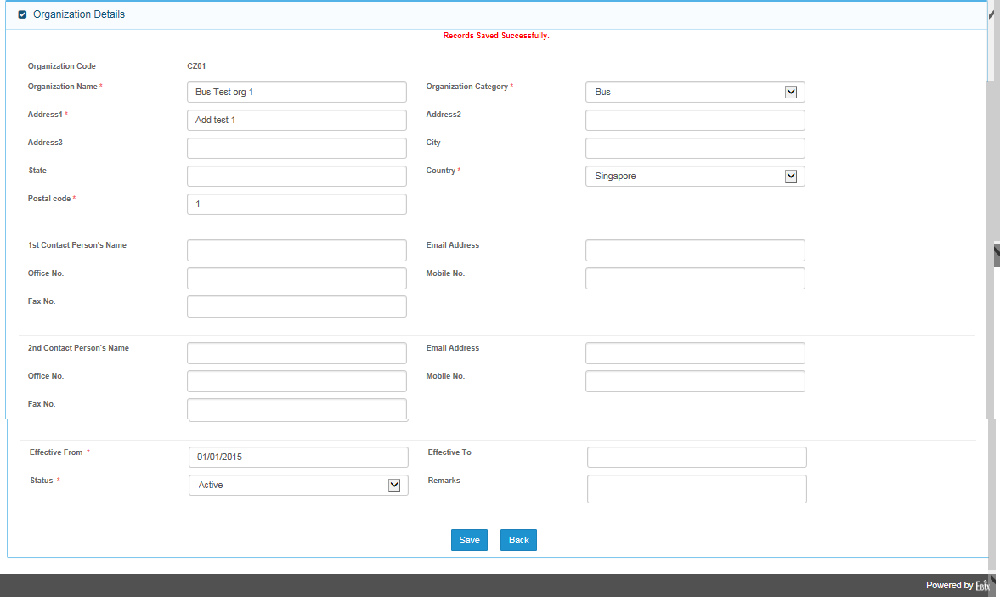 Organization Details
Records Saved Successfully.
Organization Code CZ01
Organization Name * Bus Test org 1 Organization Category * Bus
Address1 * Add test 1 Address2
Address3 City
State Country * Singapore
Postal code * 1
1st Contact Person's Name Email Address
Office No. Mobile No.
Fax No.
2nd Contact Person's Name Email Address
Office No. Mobile No.
Fax No.
Effective From * 01/01/2015 Effective To
Status * Active Remarks
Save Back
Powered by Ebix